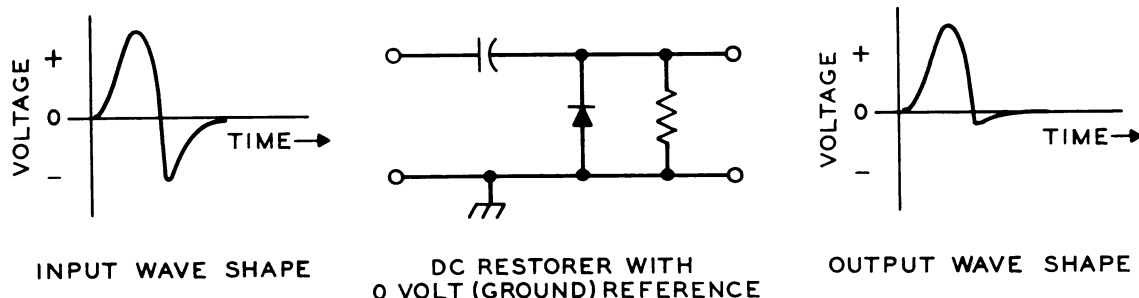 VOLTAGE
+
0
-
TIME
INPUT WAVE SHAPE
DC RESTORER WITH
0 VOLT (GROUND) REFERENCE
VOLTAGE
+
0
-
TIME
OUTPUT WAVE SHAPE